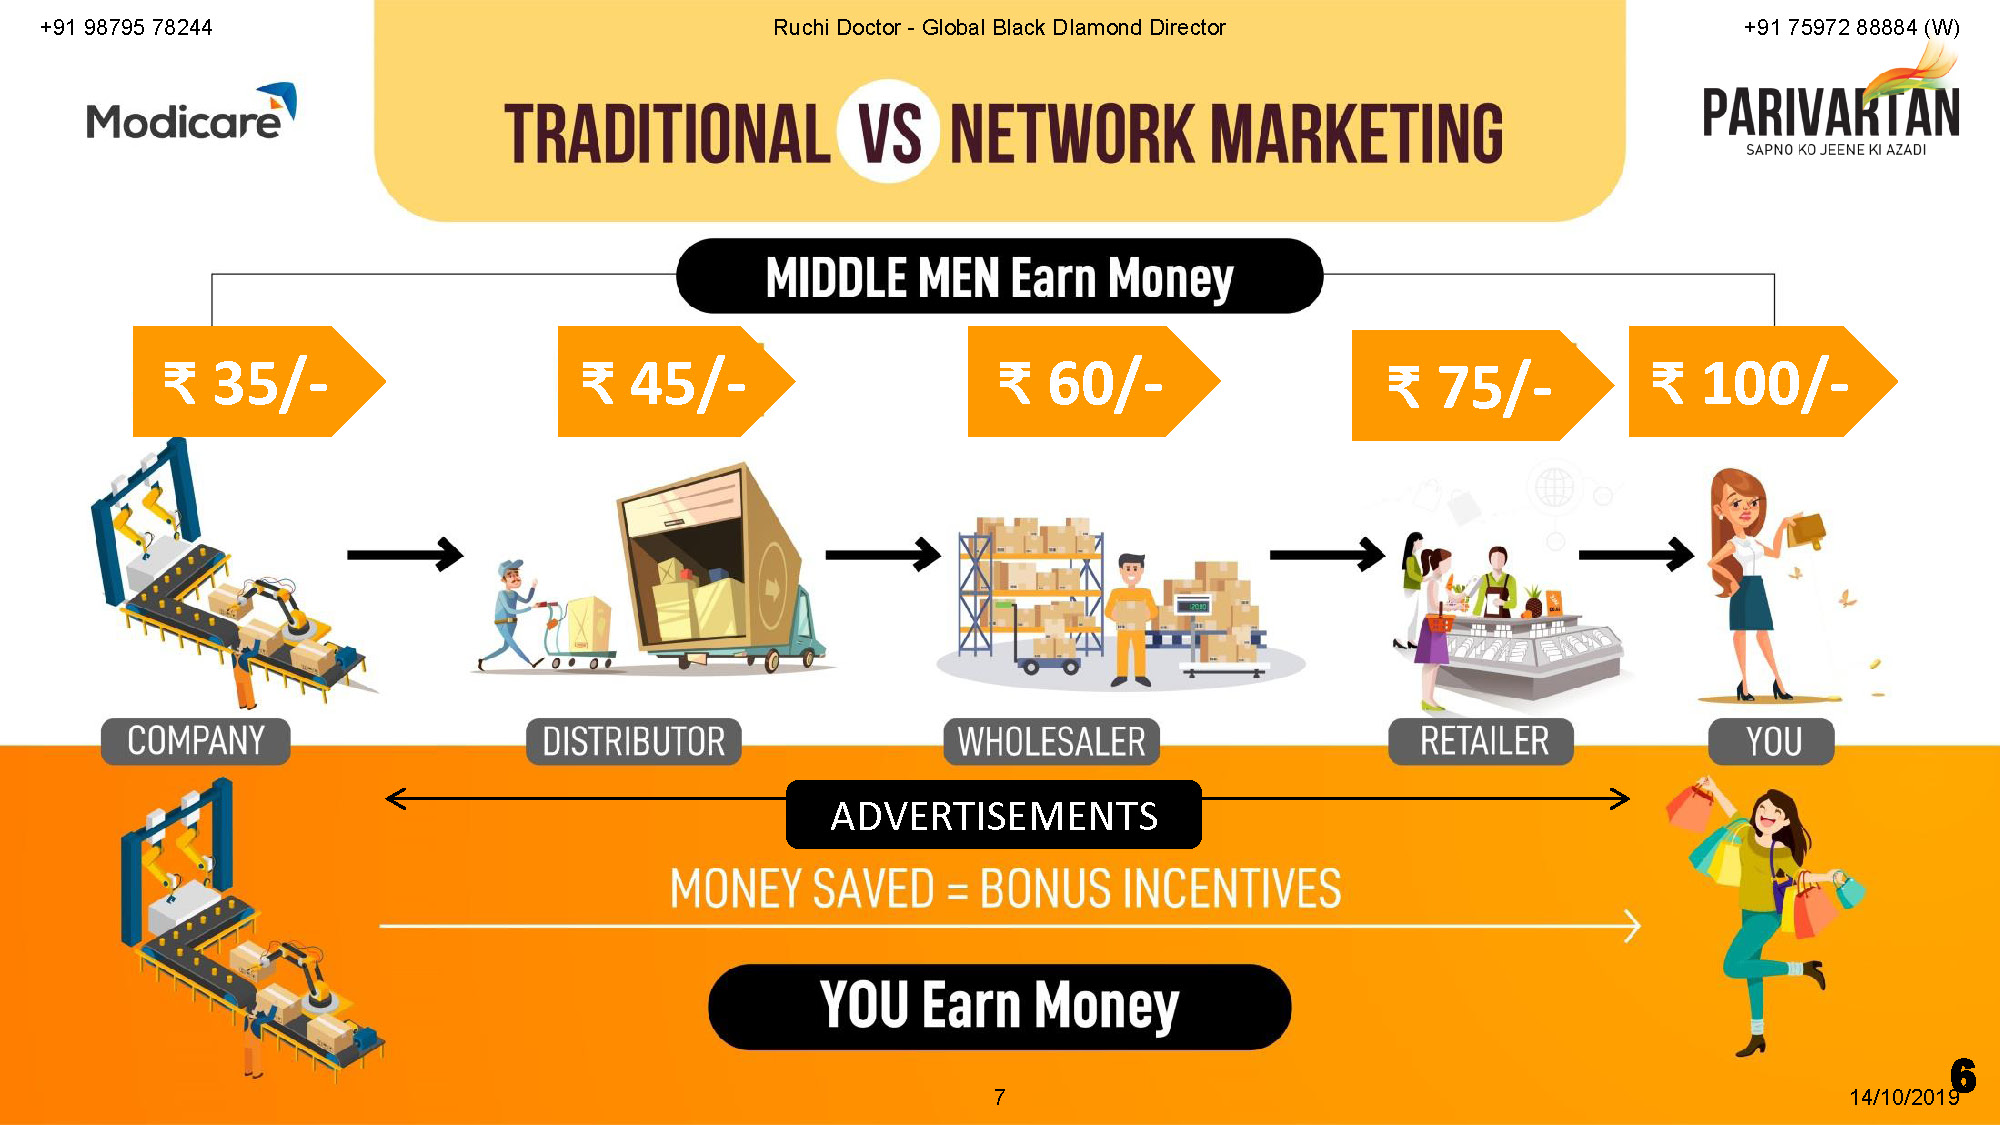 +91 98795 78244
Ruchi Doctor - Global Black DIamond Director
+91 75972 88884 (W)
Modicare
TRADITIONAL VS NETWORK MARKETING
PARIVARTAN
SAPNO KO JEENE KI AZADI
MIDDLE MEN Earn Money
₹ 35/-
₹ 45/-
₹ 60/-
₹ 75/-
₹ 100/-
COMPANY
DISTRIBUTOR
WHOLESALER
RETAILER
YOU
ADVERTISEMENTS
MONEY SAVED = BONUS INCENTIVES
YOU Earn Money
7
14/10/2019
6